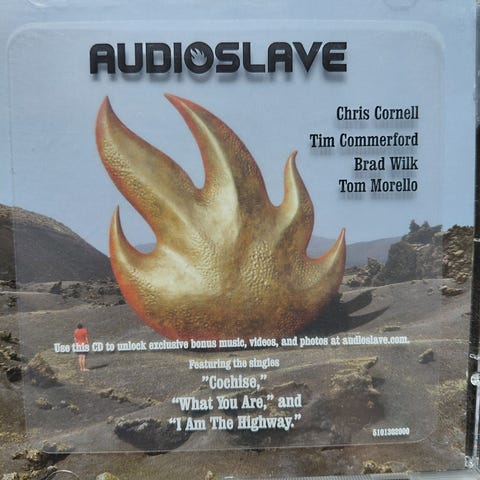 AUDIOSLAVE
Chris Cornell
Tim Commerford
Brad Wilk
Tom Morello
Use this CD to unlock exclusive bonus music, videos, and photos at audioslave.com.
Featuring the singles
"Cochise,"
"What You Are," and
"I Am The Highway."
5101302000